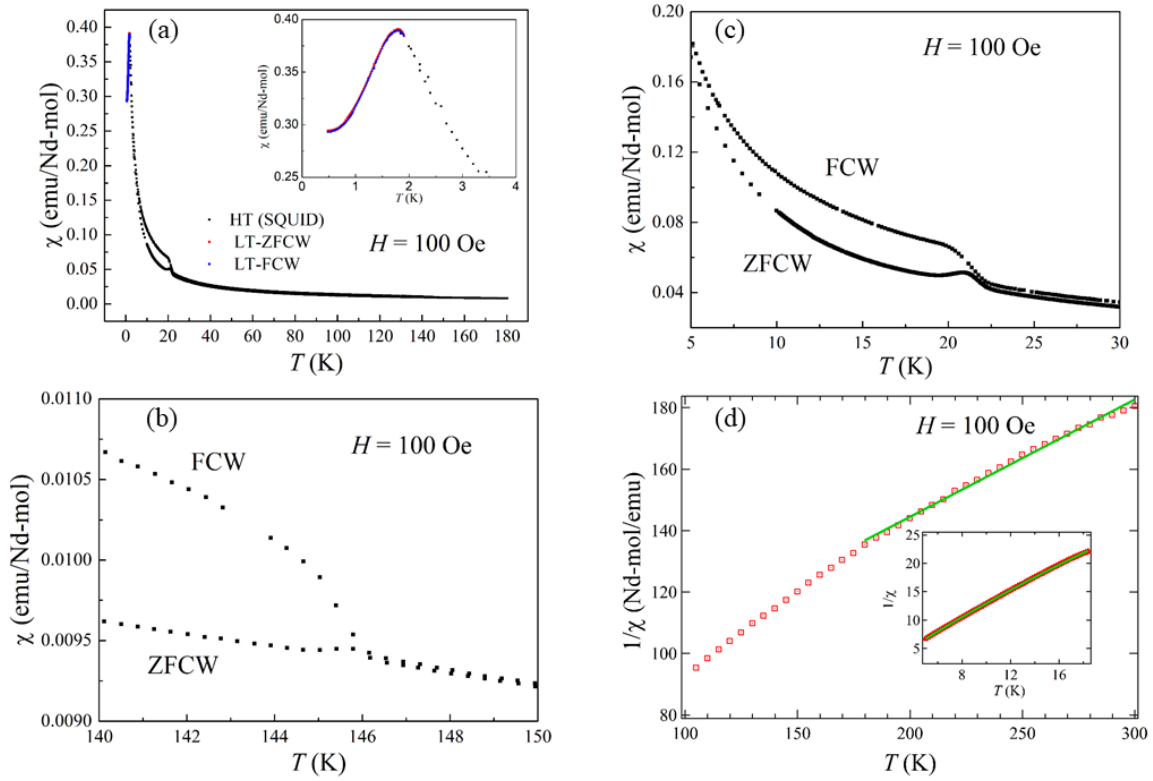 (a)
χ (emu/Nd-mol)
0.40
0.35
0.30
0.25
0.20
0.15
0.10
0.05
0.00
0 20 40 60 80 100 120 140 160 180
T (K)
HT (SQUID)
LT-ZFCW
LT-FCW
H = 100 Oe
χ (emu/Nd-mol)
0.40
0.35
0.30
0.25
0 1 2 3 4
T (K)
(c)
H = 100 Oe
χ (emu/Nd-mol)
0.20
0.16
0.12
0.08
0.04
FCW
ZFCW
5 10 15 20 25 30
T (K)
(b)
H = 100 Oe
χ (emu/Nd-mol)
0.0110
0.0105
0.0100
0.0095
0.0090
FCW
ZFCW
140 142 144 146 148 150
T (K)
(d)
H = 100 Oe
1/χ (Nd-mol/emu)
180
160
140
120
100
80
100 150 200 250 300
T (K)
1/χ
25
20
15
10
5
8 12 16
T (K)